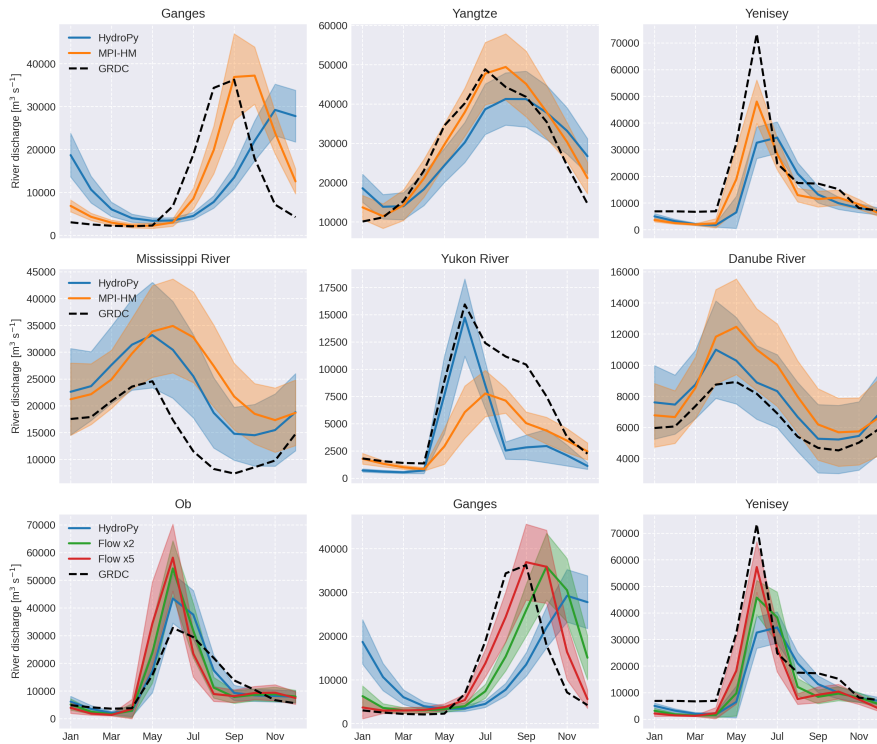 Ganges
Yangtze
Yenisey
River discharge [m³ s⁻¹]
40000
30000
20000
10000
0
HydroPy
MPI-HM
GRDC
60000
50000
40000
30000
20000
10000
70000
60000
50000
40000
30000
20000
10000
0
Mississippi River
Yukon River
Danube River
River discharge [m³ s⁻¹]
45000
40000
35000
30000
25000
20000
15000
10000
HydroPy
MPI-HM
GRDC
17500
15000
12500
10000
7500
5000
2500
0
16000
14000
12000
10000
8000
6000
4000
Ob
Ganges
Yenisey
River discharge [m³ s⁻¹]
70000
60000
50000
40000
30000
20000
10000
0
HydroPy
Flow x2
Flow x5
GRDC
40000
30000
20000
10000
0
70000
60000
50000
40000
30000
20000
10000
0
Jan Mar May Jul Sep Nov
Jan Mar May Jul Sep Nov
Jan Mar May Jul Sep Nov